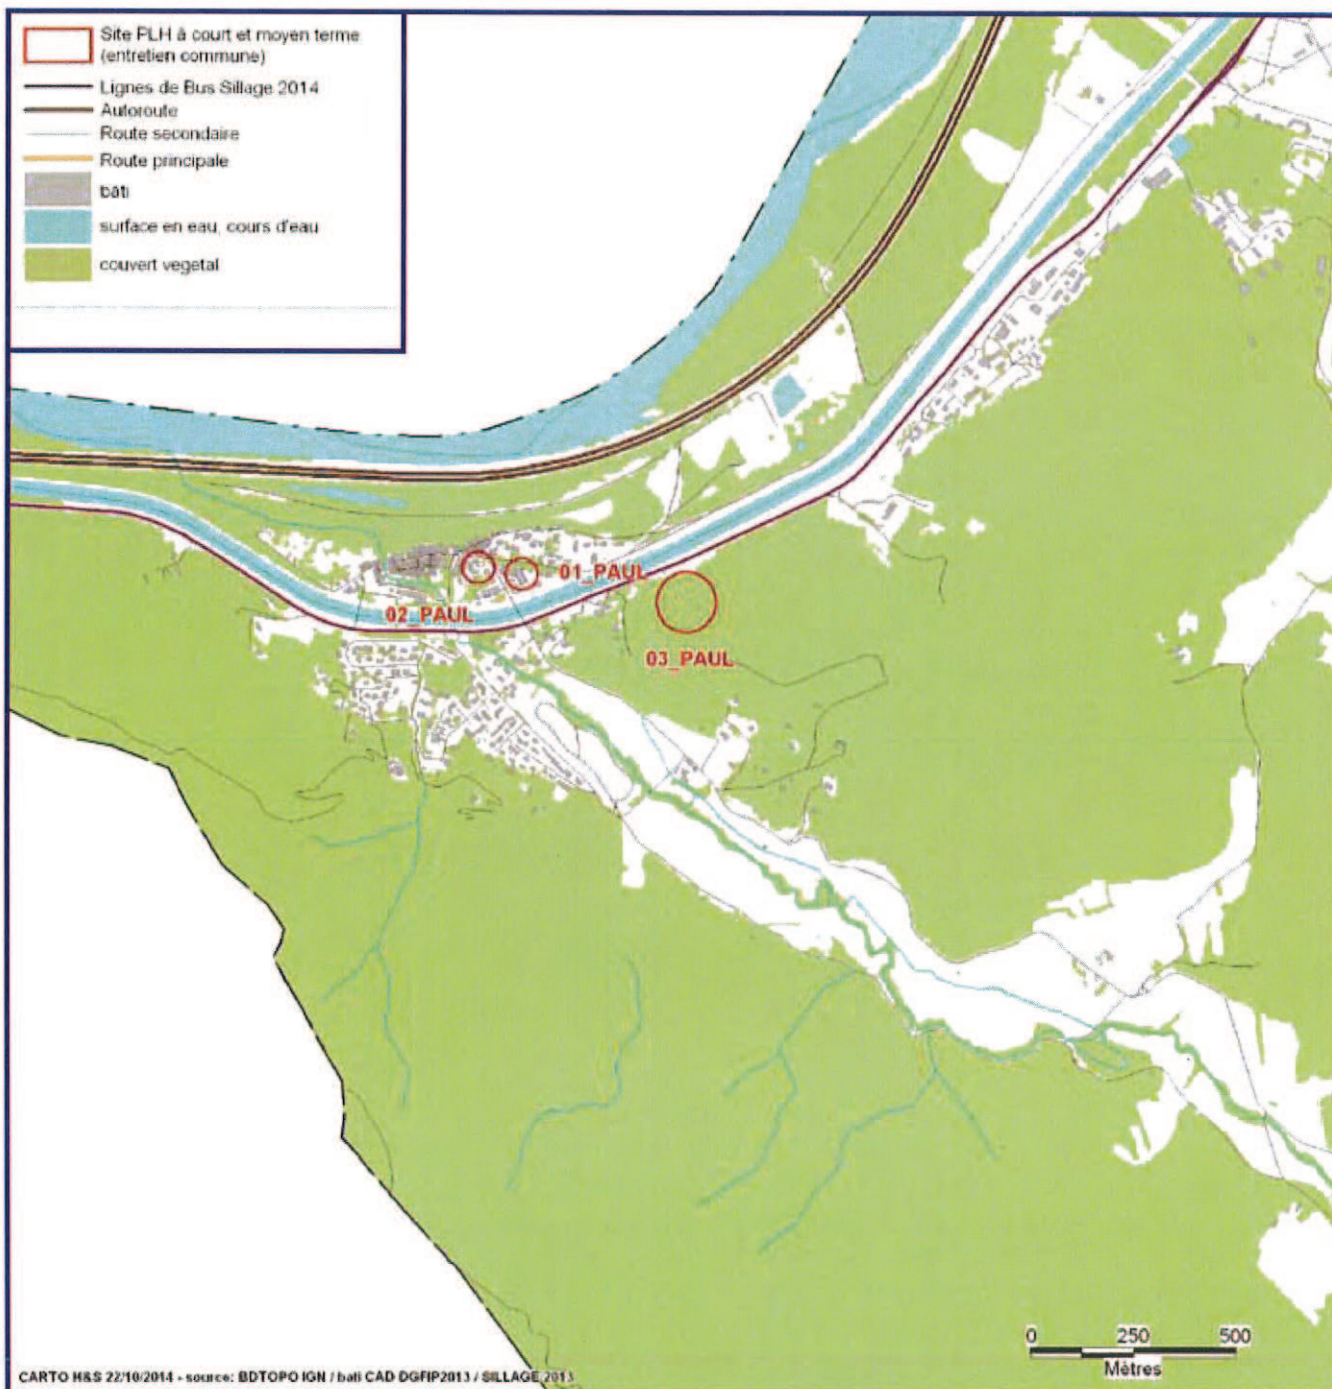 Site PLH à court et moyen terme
(entretien commune)
Lignes de Bus Sillage 2014
Autoroute
Route secondaire
Route principale
bâti
surface en eau, cours d'eau
couvert vegetal
01_PAUL
02_PAUL
03_PAUL
0 250 500
Mètres
CARTO H&S 22/10/2014 - source: BDTOPO IGN / bati CAD DGFIP2013 / SILLAGE 2013